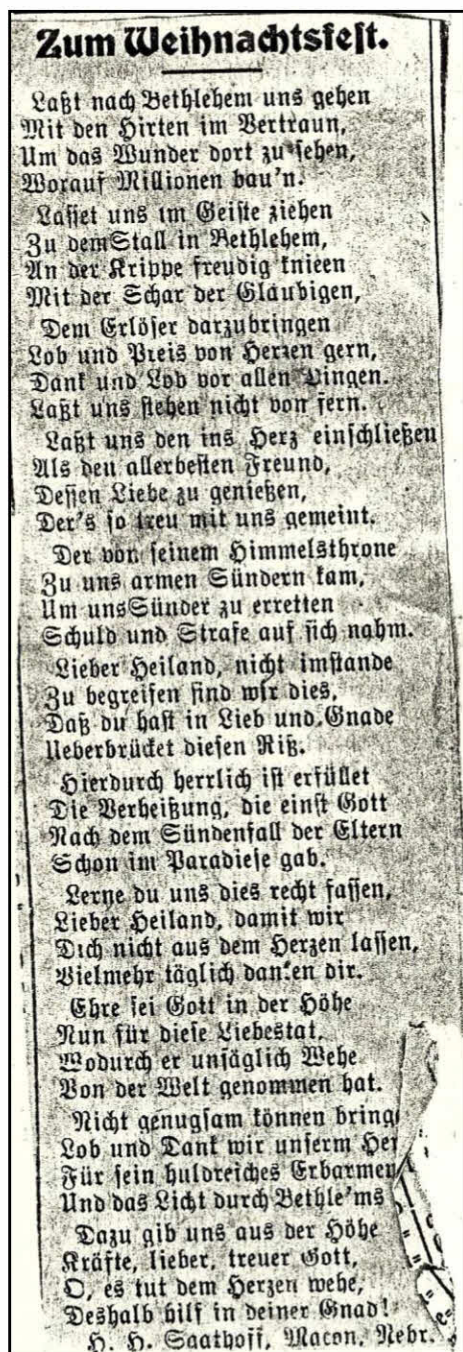 Zum Weihnachtsfest.
Laßt nach Bethlehem uns gehen
Mit den Hirten im Vertraun,
Um das Wunder dort zu sehen,
Worauf Millionen bau'n.
Lasset uns im Geiste ziehen
Zu dem Stall in Bethlehem,
An der Krippe freudig knieen
Mit der Schar der Gläubigen,
Dem Erlöser darzubringen
Lob und Preis von Herzen gern,
Dank und Lob vor allen Dingen.
Laßt uns stehen nicht von fern.
Laßt uns den ins Herz einschließen
Als den allerbesten Freund,
Dessen Liebe zu genießen,
Der's so treu mit uns gemeint.
Der von seinem Himmelsthrone
Zu uns armen Sündern kam,
Um uns Sünder zu erretten
Schuld und Strafe auf sich nahm.
Lieber Heiland, nicht imstande
Zu begreifen sind wir dies,
Daß du hast in Lieb und Gnade
Ueberbrücket diesen Riß.
Hierdurch herrlich ist erfüllet
Die Verheißung, die einst Gott
Nach dem Sündenfall der Eltern
Schon im Paradiese gab.
Lerne du uns dies recht fassen,
Lieber Heiland, damit wir
Dich nicht aus dem Herzen lassen,
Vielmehr täglich danken dir.
Ehre sei Gott in der Höhe
Nun für diese Liebestat,
Wodurch er unsäglich Wehe
Von der Welt genommen hat.
Nicht genugsam können bring
Lob und Dank wir unserm Her
Für sein huldreiches Erbarmen
Und das Licht durch Bethle'ms
Dazu gib uns aus der Höhe
Kräfte, lieber, treuer Gott,
O, es tut dem Herzen wehe,
Deshalb hilf in deiner Gnad!
H. H. Saathoff, Macon, Nebr.